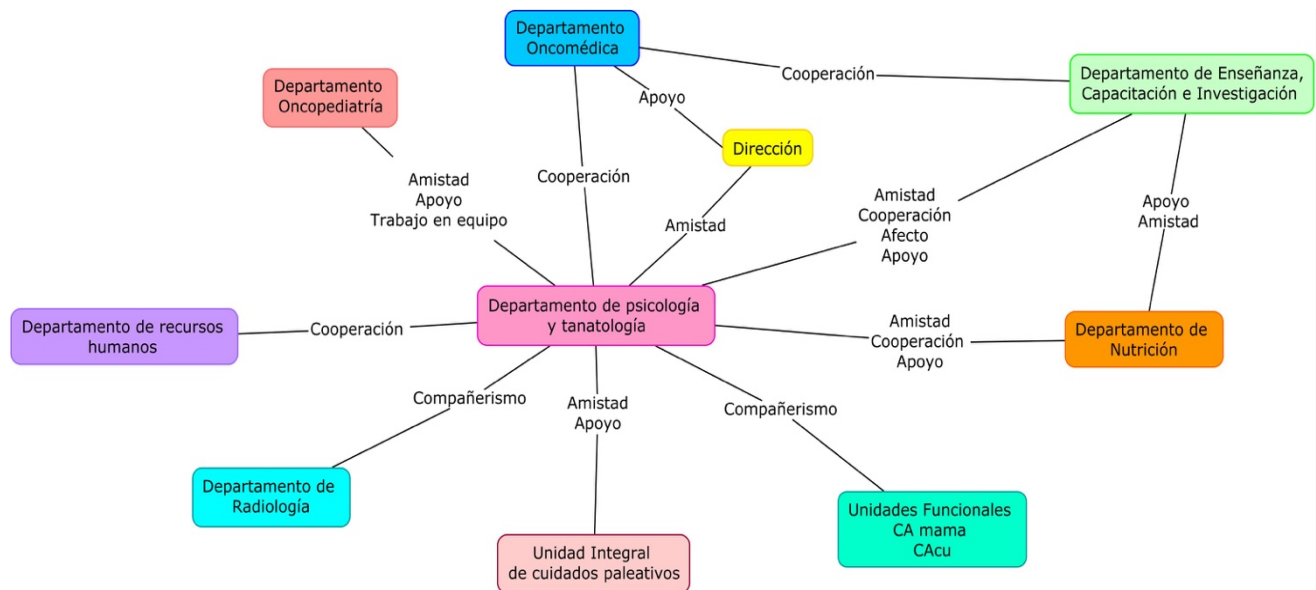 Departamento
Oncomédica
Departamento
Oncopediatría
Cooperación
Departamento de Enseñanza,
Capacitación e Investigación
Apoyo
Dirección
Cooperación
Amistad
Apoyo
Trabajo en equipo
Amistad
Amistad
Cooperación
Afecto
Apoyo
Apoyo
Amistad
Departamento de psicología
y tanatología
Departamento de recursos
humanos
Cooperación
Amistad
Cooperación
Apoyo
Departamento de
Nutrición
Compañerismo
Amistad
Apoyo
Compañerismo
Departamento de
Radiología
Unidad Integral
de cuidados paleativos
Unidades Funcionales
CA mama
CAcu